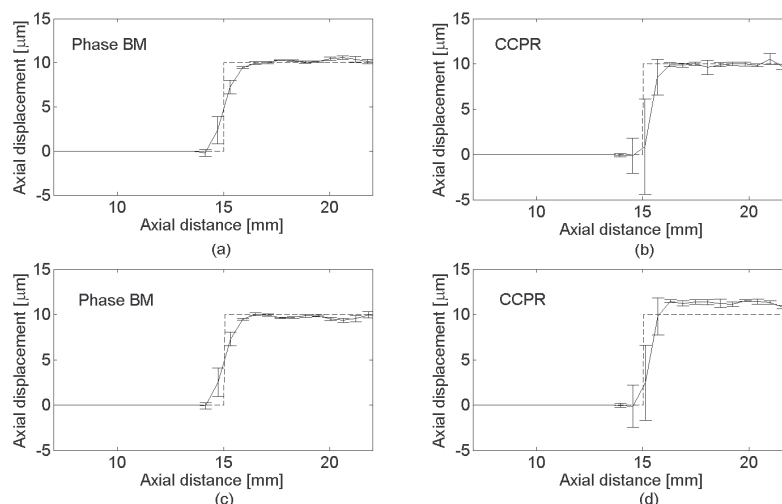 Phase BM
Axial displacement [μm]
15
10
5
0
-5
10
15
20
Axial distance [mm]
(a)
CCPR
Axial displacement [μm]
15
10
5
0
-5
10
15
20
Axial distance [mm]
(b)
Phase BM
Axial displacement [μm]
15
10
5
0
-5
10
15
20
Axial distance [mm]
(c)
CCPR
Axial displacement [μm]
15
10
5
0
-5
10
15
20
Axial distance [mm]
(d)